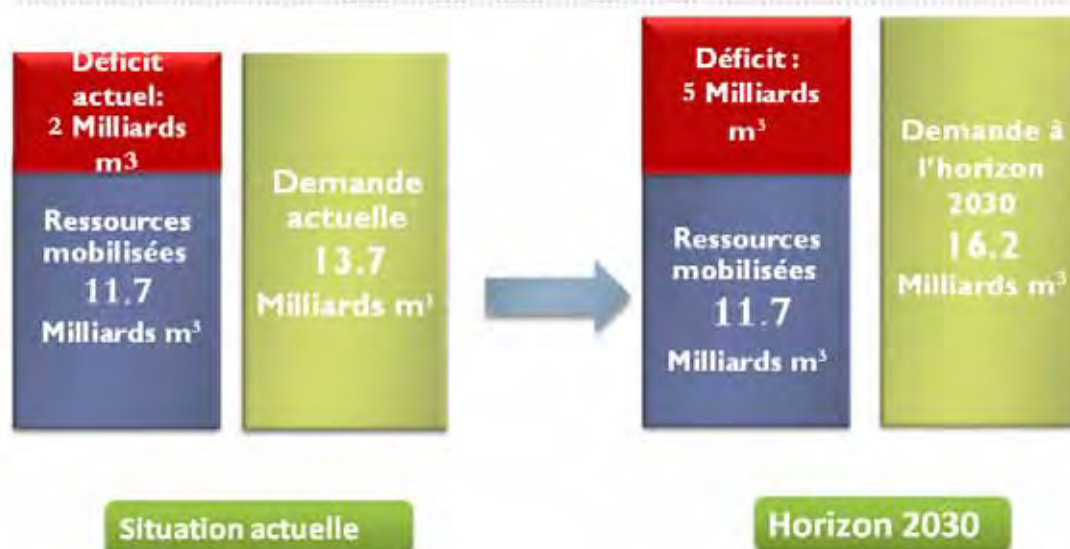 Déficit
actuel:
2 Milliards
m3
Ressources
mobilisées
11.7
Milliards m³
Demande
actuelle
13.7
Milliards m³
Déficit :
5 Milliards
m³
Ressources
mobilisées
11.7
Milliards m³
Demande à
l'horizon
2030
16.2
Milliards m³
Situation actuelle
Horizon 2030